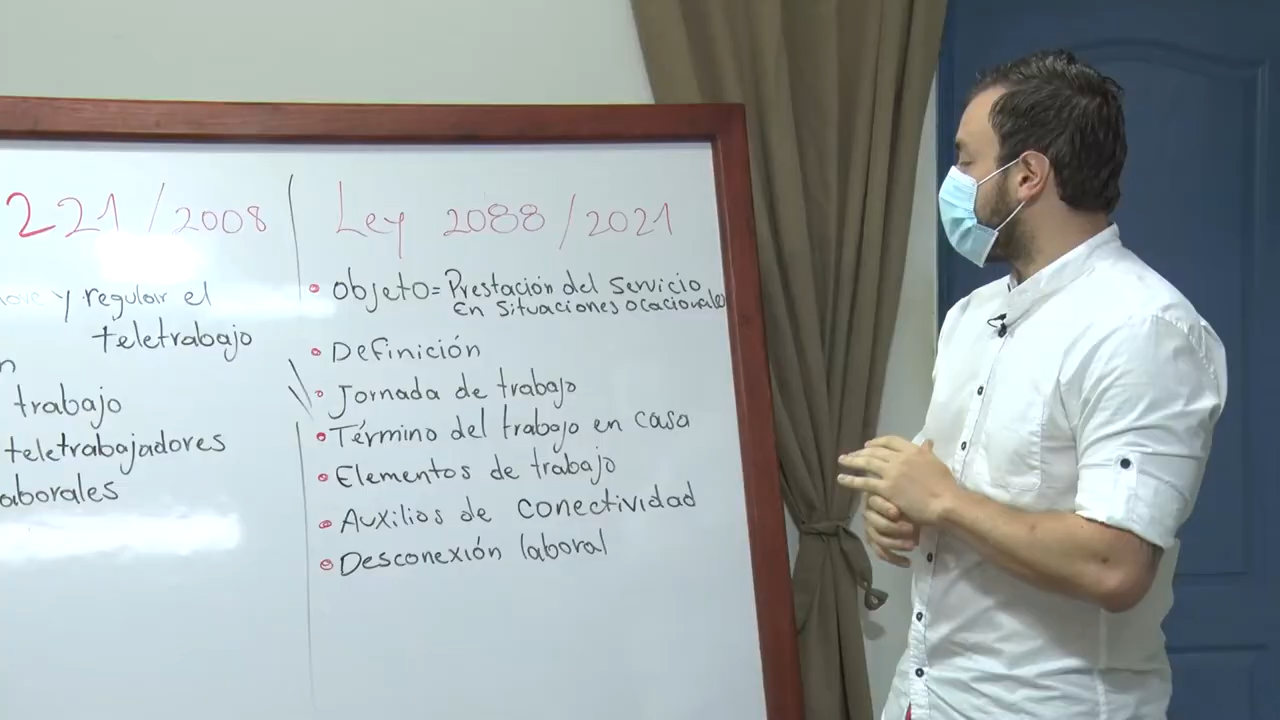 221/2008
y regular el
teletrabajo
trabajo
teletrabajadores
aborales
Ley 2088/2021
• Objeto = Prestación del Servicio
En Situaciones ocacionales
• Definición
• Jornada de trabajo
• Término del trabajo en casa
• Elementos de trabajo
• Auxilios de conectividad
• Desconexión laboral